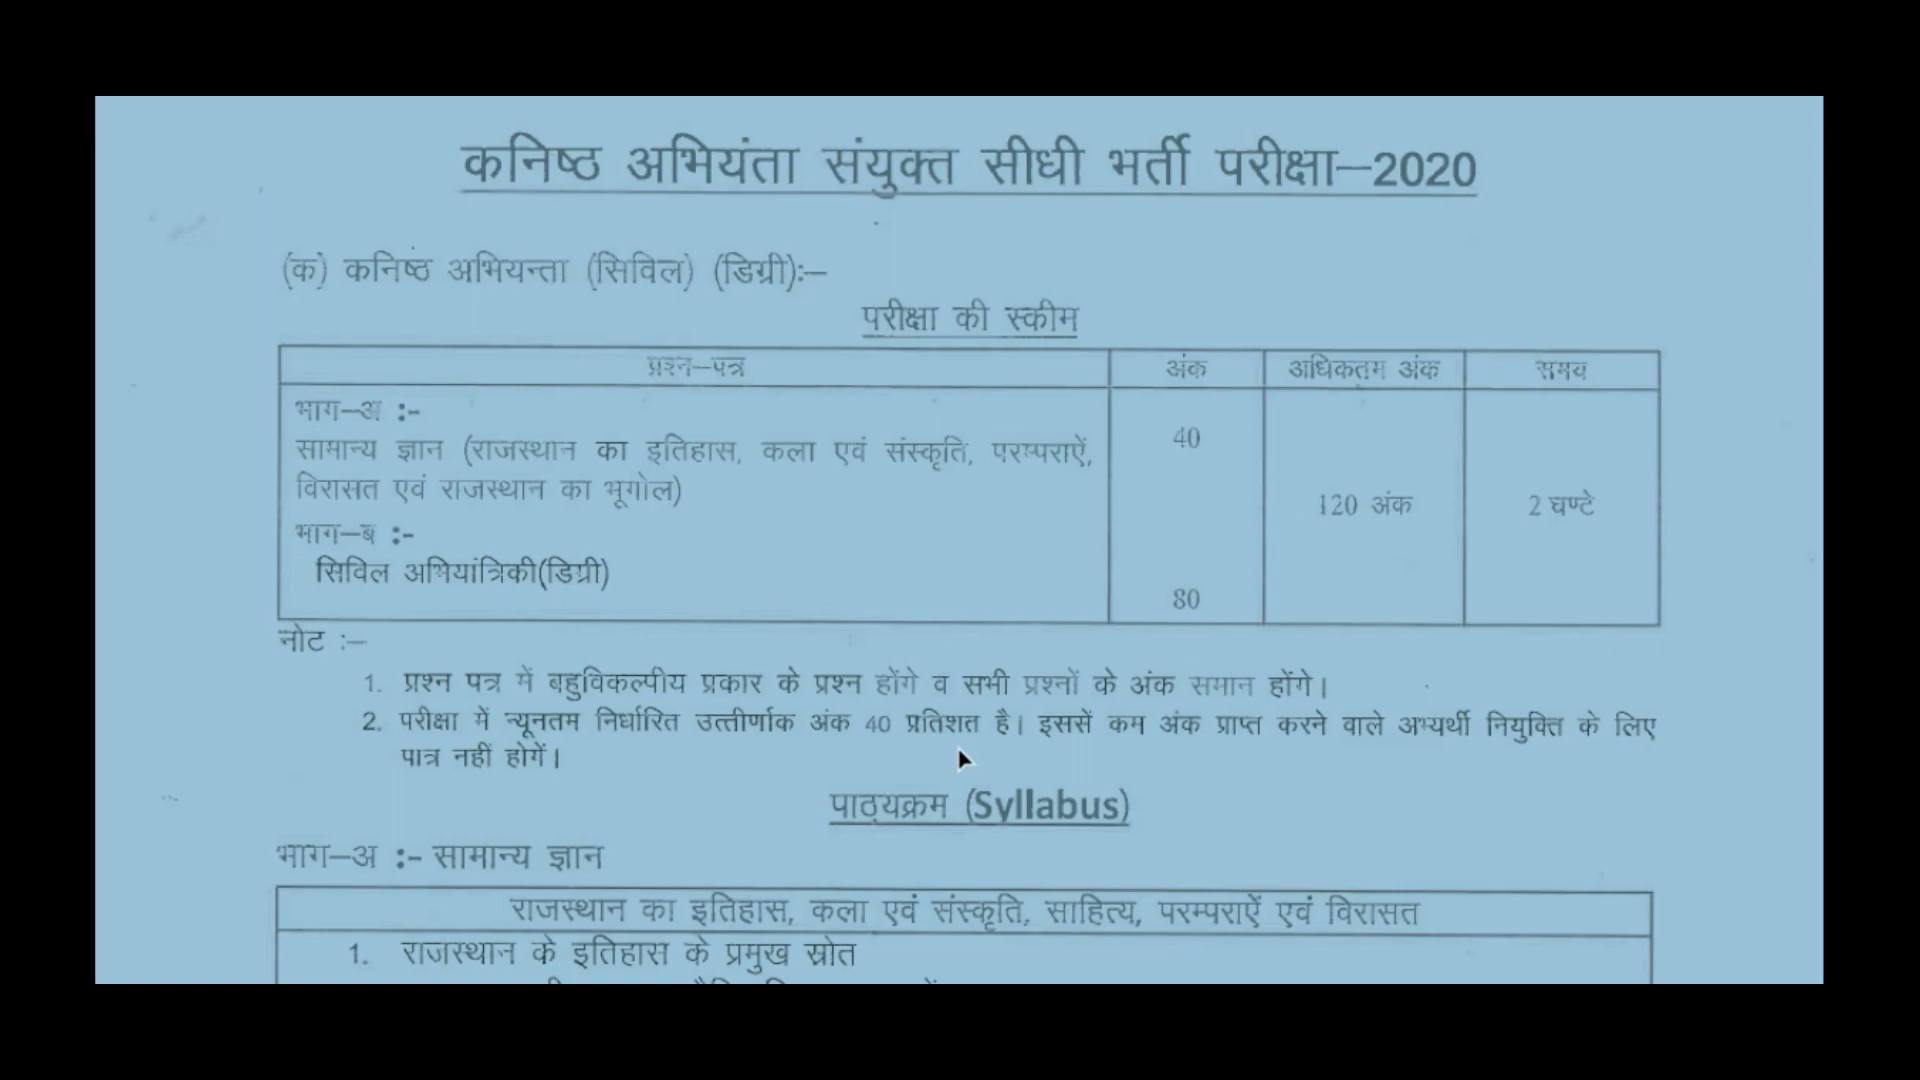 कनिष्ठ अभियंता संयुक्त सीधी भर्ती परीक्षा–2020
(क) कनिष्ठ अभियन्ता (सिविल) (डिग्री):–
परीक्षा की स्कीम
प्रश्न–पत्र अंक अधिकतम अंक समय
भाग–अ :-
सामान्य ज्ञान (राजस्थान का इतिहास, कला एवं संस्कृति, परम्पराऐं, 40
विरासत एवं राजस्थान का भूगोल) 120 अंक 2 घण्टे
भाग–ब :-
सिविल अभियांत्रिकी(डिग्री)
80
नोट :–
1. प्रश्न पत्र में बहुविकल्पीय प्रकार के प्रश्न होंगे व सभी प्रश्नों के अंक समान होंगे।
2. परीक्षा में न्यूनतम निर्धारित उत्तीर्णांक अंक 40 प्रतिशत है। इससें कम अंक प्राप्त करने वाले अभ्यर्थी नियुक्ति के लिए
पात्र नहीं होगें।
पाठ्यक्रम (Syllabus)
भाग–अ :- सामान्य ज्ञान
राजस्थान का इतिहास, कला एवं संस्कृति, साहित्य, परम्पराऐं एवं विरासत
1. राजस्थान के इतिहास के प्रमुख स्रोत